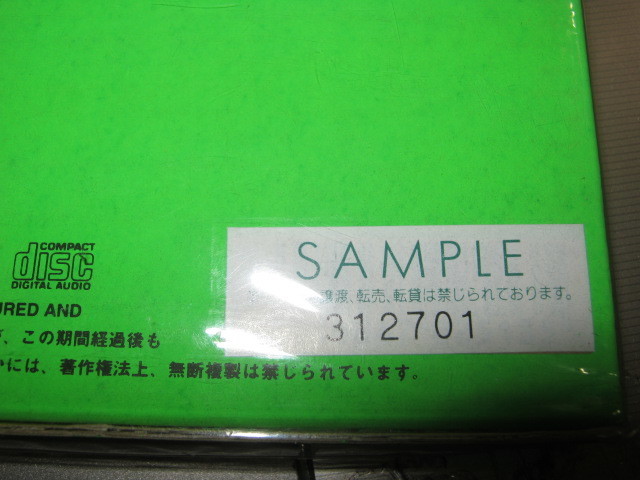 COMPACT
disc
DIGITAL AUDIO
SAMPLE
譲渡、転売、転貸は禁じられております。
312701
URED AND
、この期間経過後も
には、著作権法上、無断複製は禁じられています。